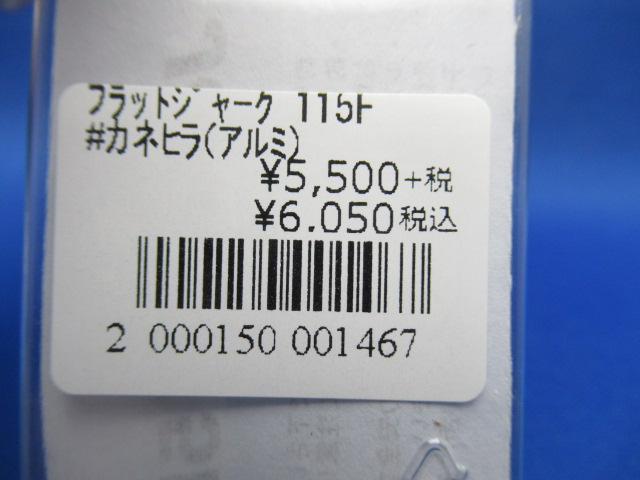 フラットジャーク 115F
#カネヒラ(アルミ)
¥5,500+税
¥6.050税込
2 000150 001467